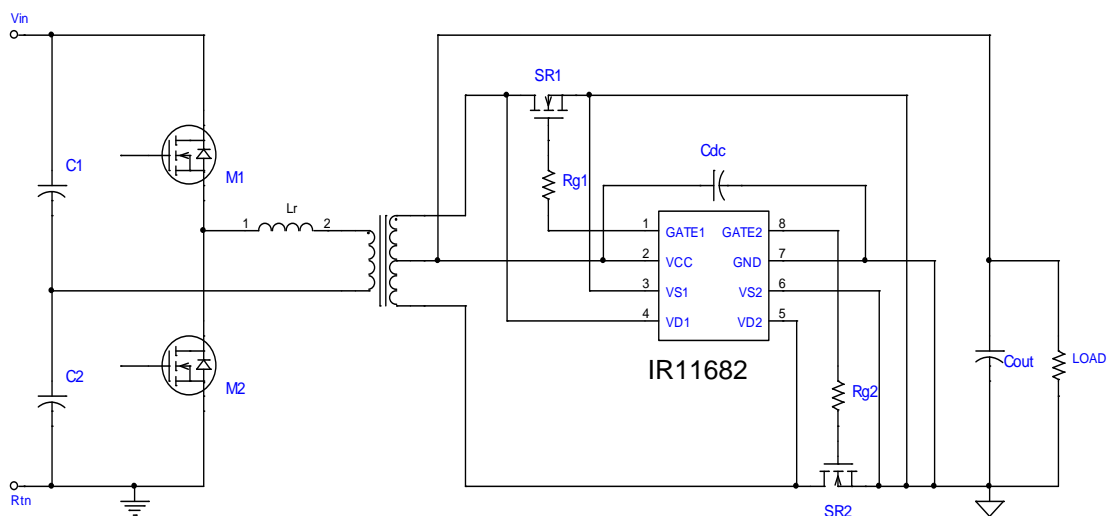 Vin
SR1
Cdc
C1
M1
Rg1
1 Lr 2
1 GATE1 GATE2 8
2 VCC GND 7
3 VS1 VS2 6
4 VD1 VD2 5
IR11682
C2
M2
Rg2
Cout
LOAD
Rtn
SR2